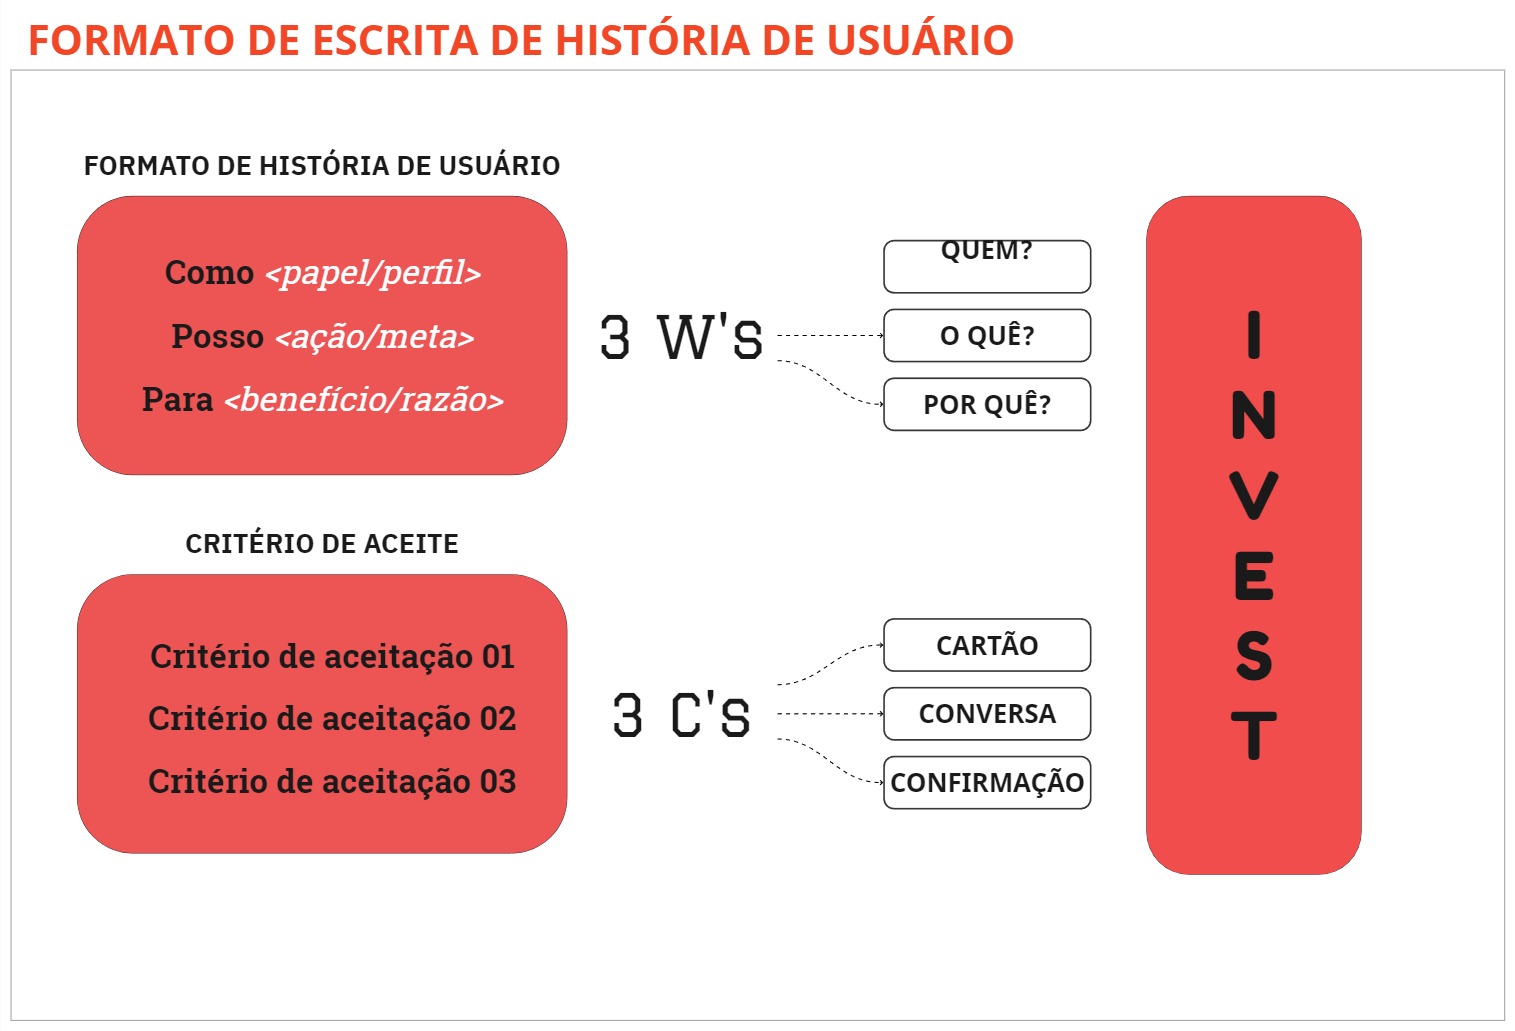 FORMATO DE ESCRITA DE HISTÓRIA DE USUÁRIO
FORMATO DE HISTÓRIA DE USUÁRIO
Como <papel/perfil>
Posso <ação/meta>
Para <benefício/razão>
3 W's
QUEM?
O QUÊ?
POR QUÊ?
CRITÉRIO DE ACEITE
Critério de aceitação 01
Critério de aceitação 02
Critério de aceitação 03
3 C's
CARTÃO
CONVERSA
CONFIRMAÇÃO
I
N
V
E
S
T